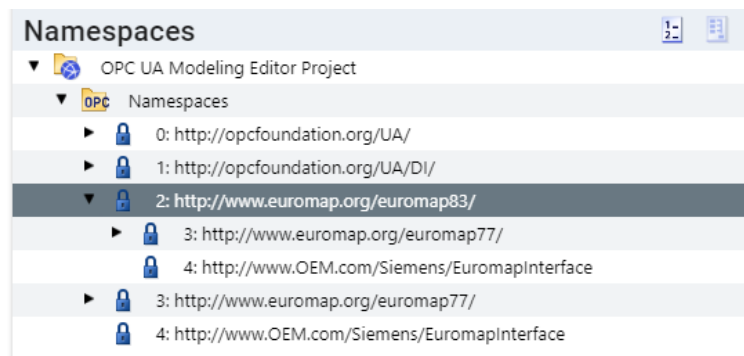 Namespaces
OPC UA Modeling Editor Project
OPC Namespaces
0: http://opcfoundation.org/UA/
1: http://opcfoundation.org/UA/DI/
2: http://www.euromap.org/euromap83/
3: http://www.euromap.org/euromap77/
4: http://www.OEM.com/Siemens/EuromapInterface
3: http://www.euromap.org/euromap77/
4: http://www.OEM.com/Siemens/EuromapInterface